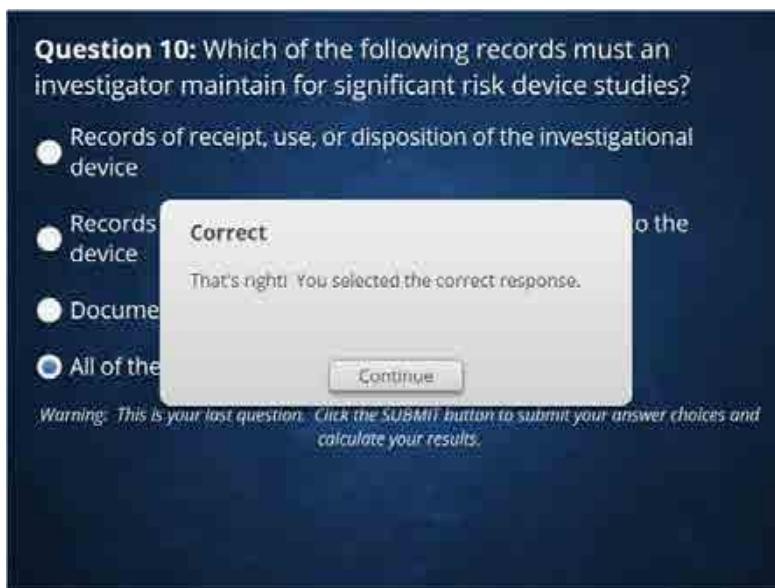 Question 10: Which of the following records must an
investigator maintain for significant risk device studies?
Records of receipt, use, or disposition of the investigational
device
Records
o the
device
Correct
That's right! You selected the correct response.
Docume
All of the
Continue
Warning: This is your last question. Click the SUBMIT button to submit your answer choices and
calculate your results.